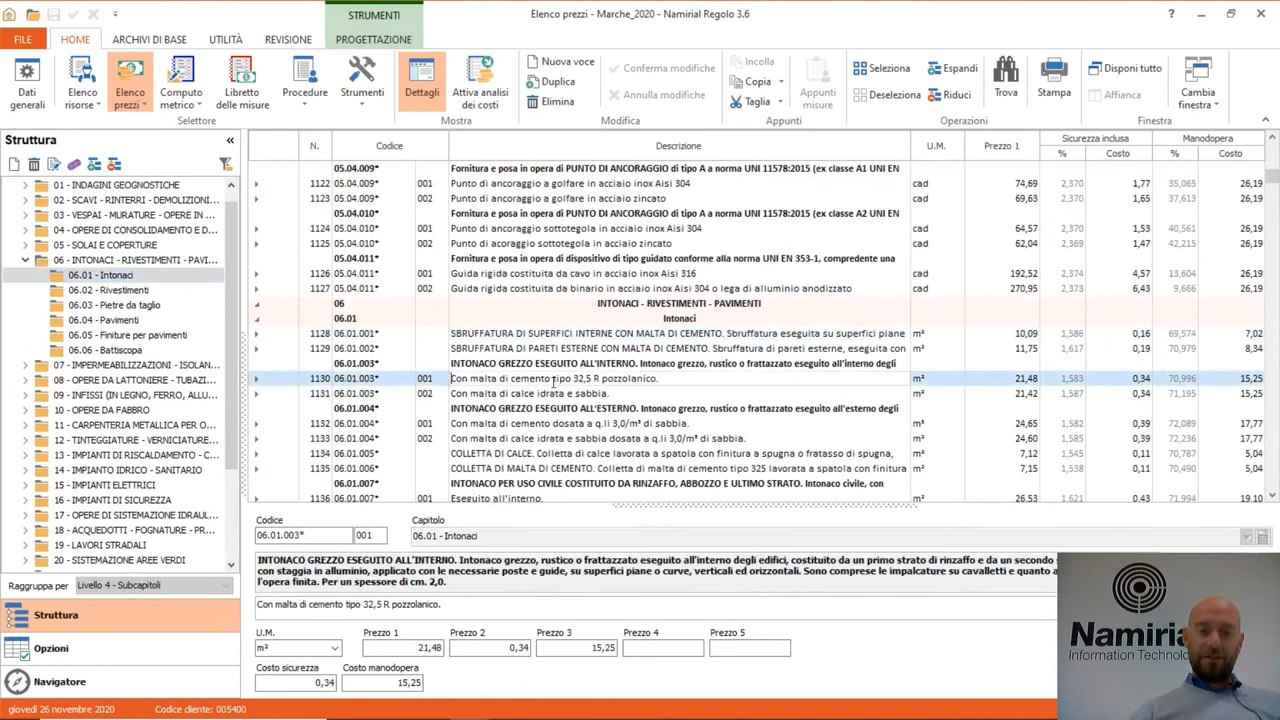 STRUMENTI
Elenco prezzi - Marche_2020 - Namirial Regolo 3.6
FILE HOME ARCHIVI DI BASE UTILITÀ REVISIONE PROGETTAZIONE
Dati generali
Elenco risorse
Elenco prezzi
Computo metrico
Libretto delle misure
Procedure
Strumenti
Dettagli
Attiva analisi dei costi
Nuova voce
Duplica
Elimina
Conferma modifiche
Annulla modifiche
Incolla
Copia
Taglia
Appunti misure
Seleziona
Deseleziona
Espandi
Riduci
Trova
Stampa
Disponi tutto
Affianca
Cambia finestra
Selettore Mostra Modifica Appunti Operazioni Finestra
Struttura
01 - INDAGINI GEOGNOSTICHE
02 - SCAVI - RINTERRI - DEMOLIZIONI...
03 - VESPAI - MURATURE - OPERE IN ...
04 - OPERE DI CONSOLIDAMENTO E D...
05 - SOLAI E COPERTURE
06 - INTONACI - RIVESTIMENTI - PAVI...
06.01 - Intonaci
06.02 - Rivestimenti
06.03 - Pietre da taglio
06.04 - Pavimenti
06.05 - Finiture per pavimenti
06.06 - Battiscopa
07 - IMPERMEABILIZZAZIONI - ISOLAN...
08 - OPERE DA LATTONIERE - TUBAZI...
09 - INFISSI (IN LEGNO, FERRO, ALLU...
10 - OPERE DA FABBRO
11 - CARPENTERIA METALLICA PER O...
12 - TINTEGGIATURE - VERNICIATURE...
13 - IMPIANTI DI RISCALDAMENTO - C...
14 - IMPIANTO IDRICO - SANITARIO
15 - IMPIANTI ELETTRICI
16 - IMPIANTI DI SICUREZZA
17 - OPERE DI SISTEMAZIONE IDRAUL...
18 - ACQUEDOTTI - FOGNATURE - PR...
19 - LAVORI STRADALI
20 - SISTEMAZIONE AREE VERDI
Raggruppa per Livello 4 - Subcapitoli
Struttura
Opzioni
Navigatore
N. Codice Descrizione U.M. Prezzo 1 Sicurezza inclusa Manodopera
% Costo % Costo
05.04.009* Fornitura e posa in opera di PUNTO DI ANCORAGGIO di tipo A a norma UNI 11578:2015 (ex classe A1 UNI EN
1122 05.04.009* 001 Punto di ancoraggio a golfare in acciaio inox Aisi 304 cad 74,69 2,370 1,77 35,065 26,19
1123 05.04.009* 002 Punto di ancoraggio a golfare in acciaio zincato cad 69,63 2,370 1,65 37,613 26,19
05.04.010* Fornitura e posa in opera di PUNTO DI ANCORAGGIO di tipo A a norma UNI 11578:2015 (ex classe A2 UNI EN
1124 05.04.010* 001 Punto di ancoraggio sottotegola in acciaio inox Aisi 304 cad 64,57 2,370 1,53 40,561 26,19
1125 05.04.010* 002 Punto di acoraggio sottotegola in acciaio zincato cad 62,04 2,369 1,47 42,215 26,19
05.04.011* Fornitura e posa in opera di dispositivo di tipo guidato conforme alla norma UNI EN 353-1, comprendente una
1126 05.04.011* 001 Guida rigida costituita da cavo in acciaio inox Aisi 316 cad 192,52 2,374 4,57 13,604 26,19
1127 05.04.011* 002 Guida rigida costituita da binario in acciaio inox Aisi 304 o lega di alluminio anodizzato cad 270,95 2,373 6,43 9,666 26,19
06 INTONACI - RIVESTIMENTI - PAVIMENTI
06.01 Intonaci
1128 06.01.001* SBRUFFATURA DI SUPERFICI INTERNE CON MALTA DI CEMENTO. Sbruffatura eseguita su superfici piane m² 10,09 1,586 0,16 69,574 7,02
1129 06.01.002* SBRUFFATURA DI PARETI ESTERNE CON MALTA DI CEMENTO. Sbruffatura di pareti esterne, eseguita con m² 11,75 1,617 0,19 70,979 8,34
06.01.003* INTONACO GREZZO ESEGUITO ALL'INTERNO. Intonaco grezzo, rustico o frattazzato eseguito all'interno degli
1130 06.01.003* 001 Con malta di cemento tipo 32,5 R pozzolanico. m² 21,48 1,583 0,34 70,996 15,25
1131 06.01.003* 002 Con malta di calce idrata e sabbia. m² 21,42 1,587 0,34 71,195 15,25
06.01.004* INTONACO GREZZO ESEGUITO ALL'ESTERNO. Intonaco grezzo, rustico o frattazzato eseguito all'esterno degli
1132 06.01.004* 001 Con malta di cemento dosata a q.li 3,0/m³ di sabbia. m² 24,65 1,582 0,39 72,089 17,77
1133 06.01.004* 002 Con malta di calce idrata e sabbia dosata a q.li 3,0/m³ di sabbia. m² 24,60 1,585 0,39 72,236 17,77
1134 06.01.005* COLLETTA DI CALCE. Colletta di calce lavorata a spatola con finitura a spugna o fratasso di spugna, m² 7,12 1,545 0,11 70,787 5,04
1135 06.01.006* COLLETTA DI MALTA DI CEMENTO. Colletta di malta di cemento tipo 325 lavorata a spatola con finitura m² 7,15 1,538 0,11 70,490 5,04
06.01.007* INTONACO PER USO CIVILE COSTITUITO DA RINZAFFO, ABBOZZO E ULTIMO STRATO. Intonaco civile, con
1136 06.01.007* 001 Eseguito all'interno. m² 26,53 1,621 0,43 71,994 19,10
Codice Capitolo
06.01.003* 001 06.01 - Intonaci
INTONACO GREZZO ESEGUITO ALL'INTERNO. Intonaco grezzo, rustico o frattazzato eseguito all'interno degli edifici, costituito da un primo strato di rinzaffo e da un secondo
con staggia in alluminio, applicato con le necessarie poste e guide, su superfici piane o curve, verticali ed orizzontali. Sono comprese le impalcature su cavalletti e quanto a
l'opera finita. Per un spessore di cm. 2,0.
Con malta di cemento tipo 32,5 R pozzolanico.
U.M. Prezzo 1 Prezzo 2 Prezzo 3 Prezzo 4 Prezzo 5
m² 21,48 0,34 15,25
Costo sicurezza Costo manodopera
0,34 15,25
Namirial
Information Technolog
giovedì 26 novembre 2020 Codice cliente: 005400